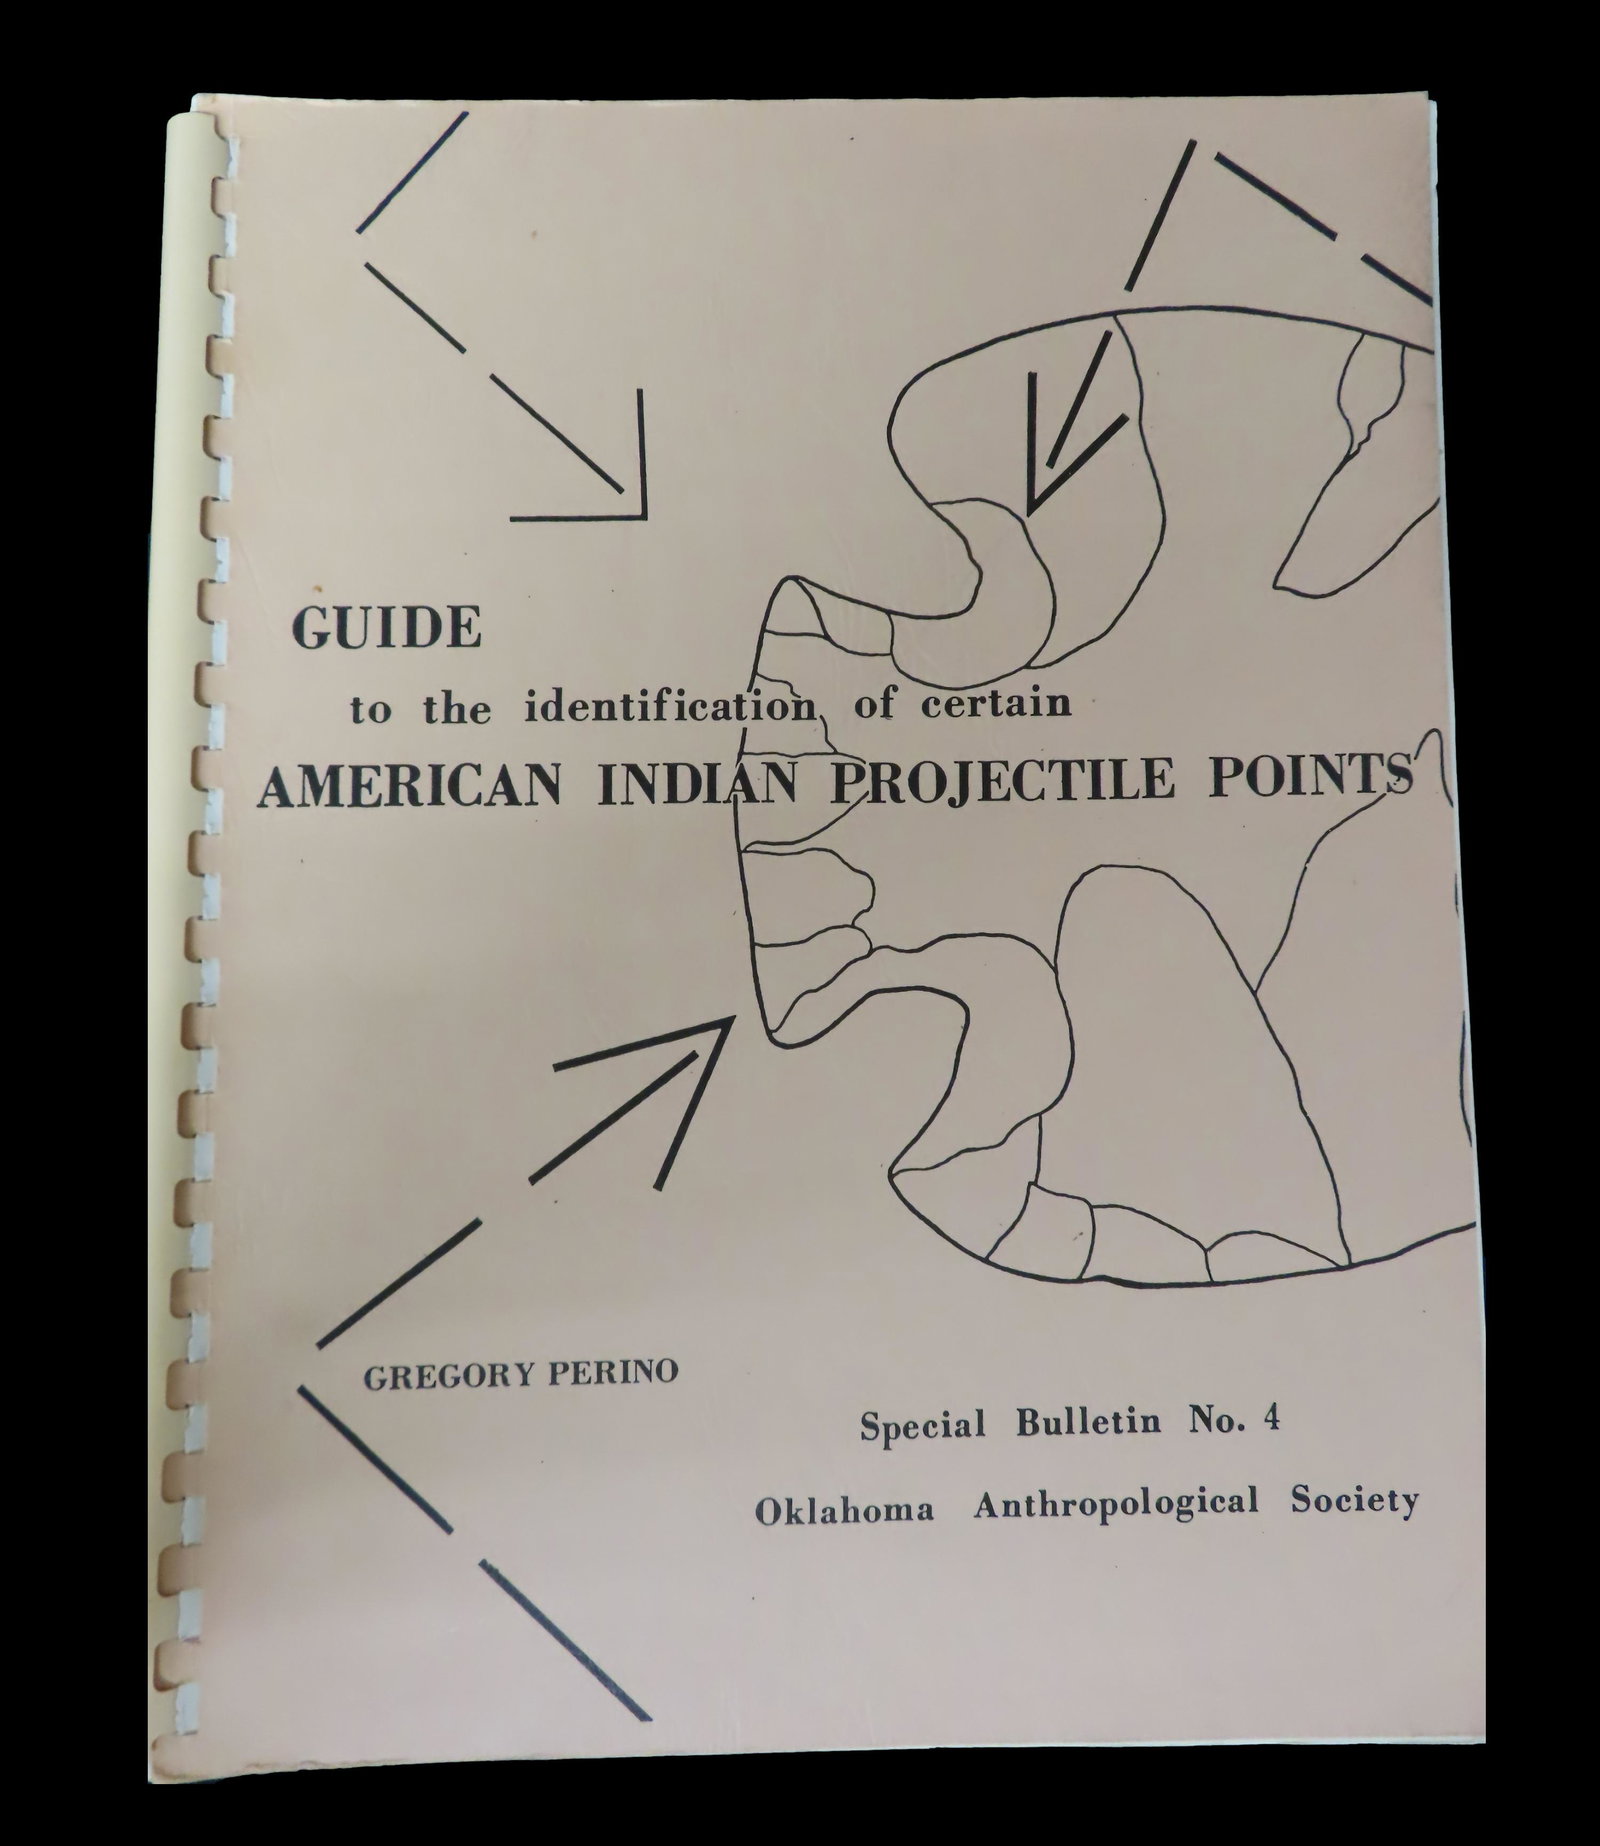 GUIDE
to the identification of certain
AMERICAN INDIAN PROJECTILE POINTS
GREGORY PERINO
Special Bulletin No. 4
Oklahoma Anthropological Society